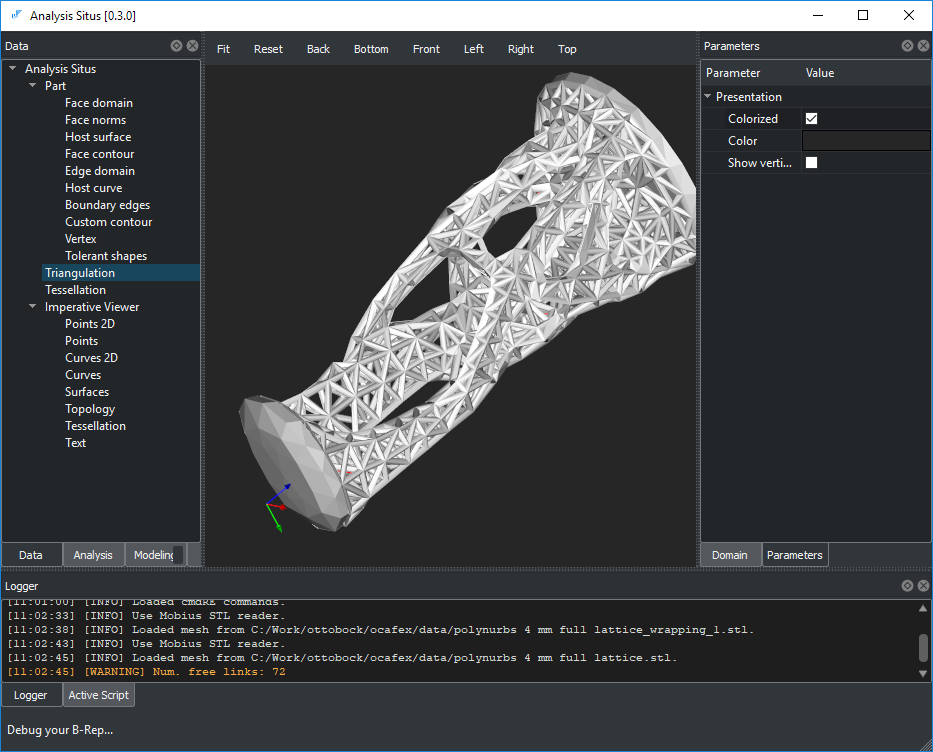 Analysis Situs [0.3.0]
Data
Fit Reset Back Bottom Front Left Right Top
Parameters
Analysis Situs
Part
Face domain
Face norms
Host surface
Face contour
Edge domain
Host curve
Boundary edges
Custom contour
Vertex
Tolerant shapes
Triangulation
Tessellation
Imperative Viewer
Points 2D
Points
Curves 2D
Curves
Surfaces
Topology
Tessellation
Text
Parameter Value
Presentation
Colorized
Color
Show verti...
Data Analysis Modeling
Domain Parameters
Logger
[11:01:00] [INFO] Loaded cmdRE commands.
[11:02:33] [INFO] Use Mobius STL reader.
[11:02:38] [INFO] Loaded mesh from C:/Work/ottobock/ocafex/data/polynurbs 4 mm full lattice_wrapping_1.stl.
[11:02:43] [INFO] Use Mobius STL reader.
[11:02:45] [INFO] Loaded mesh from C:/Work/ottobock/ocafex/data/polynurbs 4 mm full lattice.stl.
[11:02:45] [WARNING] Num. free links: 72
Logger Active Script
Debug your B-Rep...